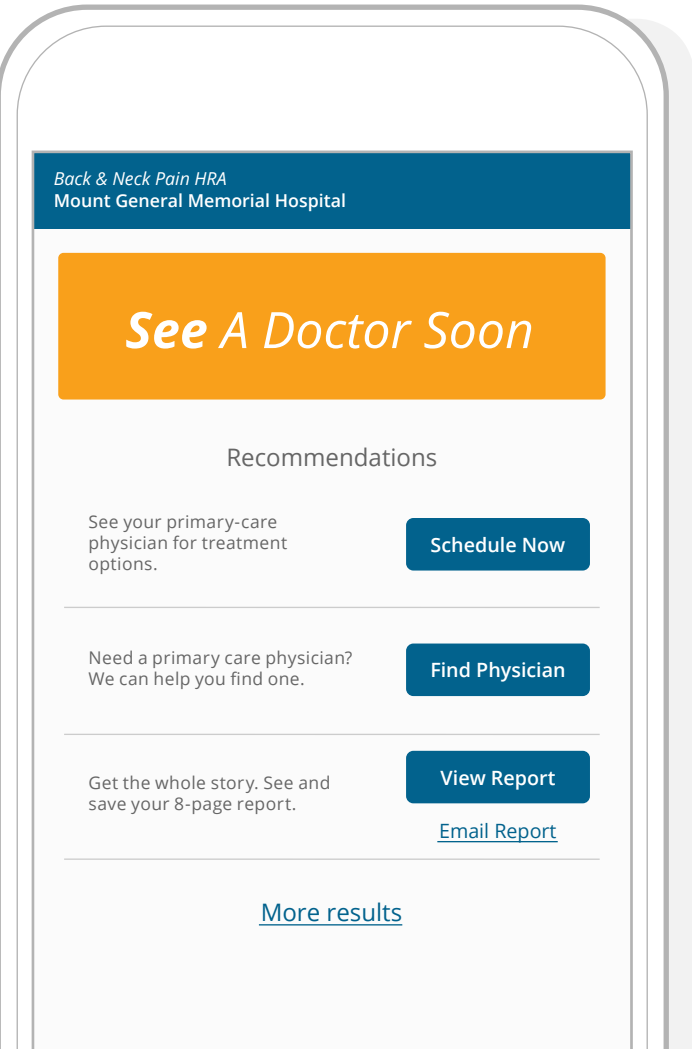 Back & Neck Pain HRA
Mount General Memorial Hospital
See A Doctor Soon
Recommendations
See your primary-care
physician for treatment
options.
Schedule Now
Need a primary care physician?
We can help you find one.
Find Physician
Get the whole story. See and
save your 8-page report.
View Report
Email Report
More results